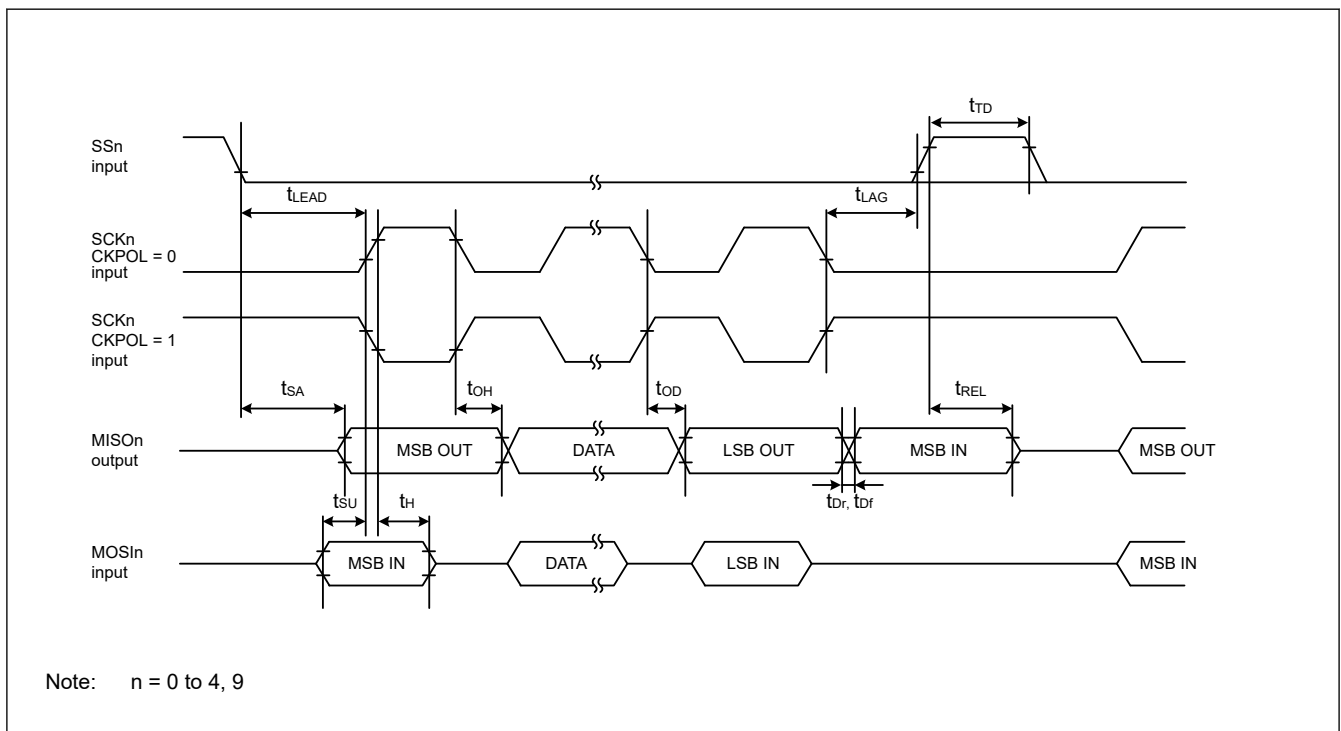 tTD
SSn
input
tLEAD
tLAG
SCKn
CKPOL = 0
input
SCKn
CKPOL = 1
input
tSA
tOH
tOD
tREL
MISOn
output
MSB OUT
DATA
LSB OUT
MSB IN
MSB OUT
tSU
tH
tDr, tDf
MOSIn
input
MSB IN
DATA
LSB IN
MSB IN
Note: n = 0 to 4, 9